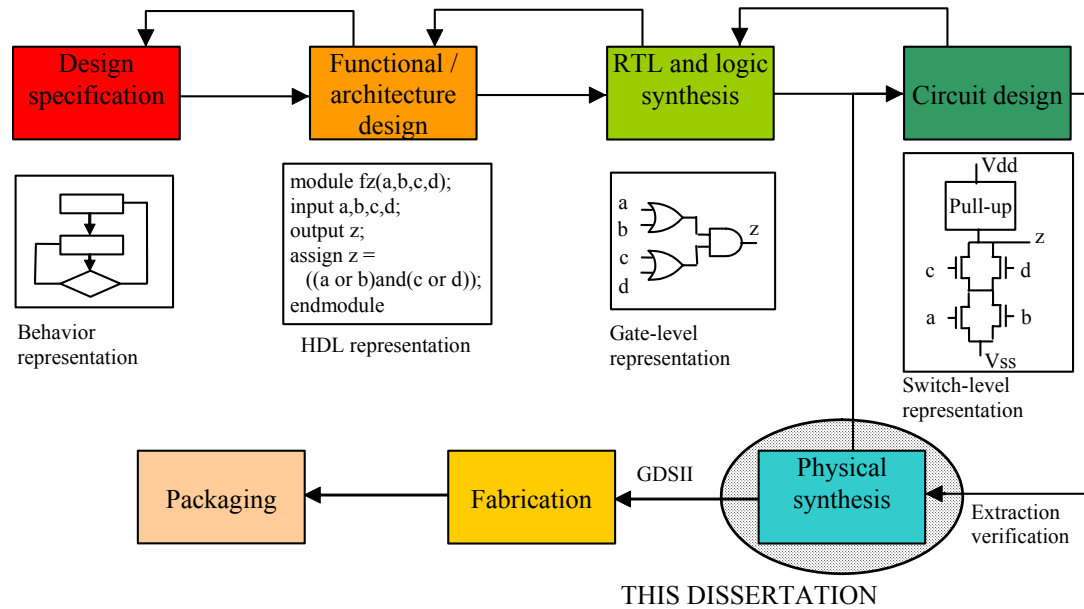 Design
specification
Functional /
architecture
design
RTL and logic
synthesis
Circuit design
module fz(a,b,c,d);
input a,b,c,d;
output z;
assign z =
((a or b)and(c or d));
endmodule
a
b
c
d
z
Vdd
Pull-up
z
c
d
a
b
Vss
Behavior
representation
HDL representation
Gate-level
representation
Switch-level
representation
Packaging
Fabrication
GDSII
Physical
synthesis
Extraction
verification
THIS DISSERTATION